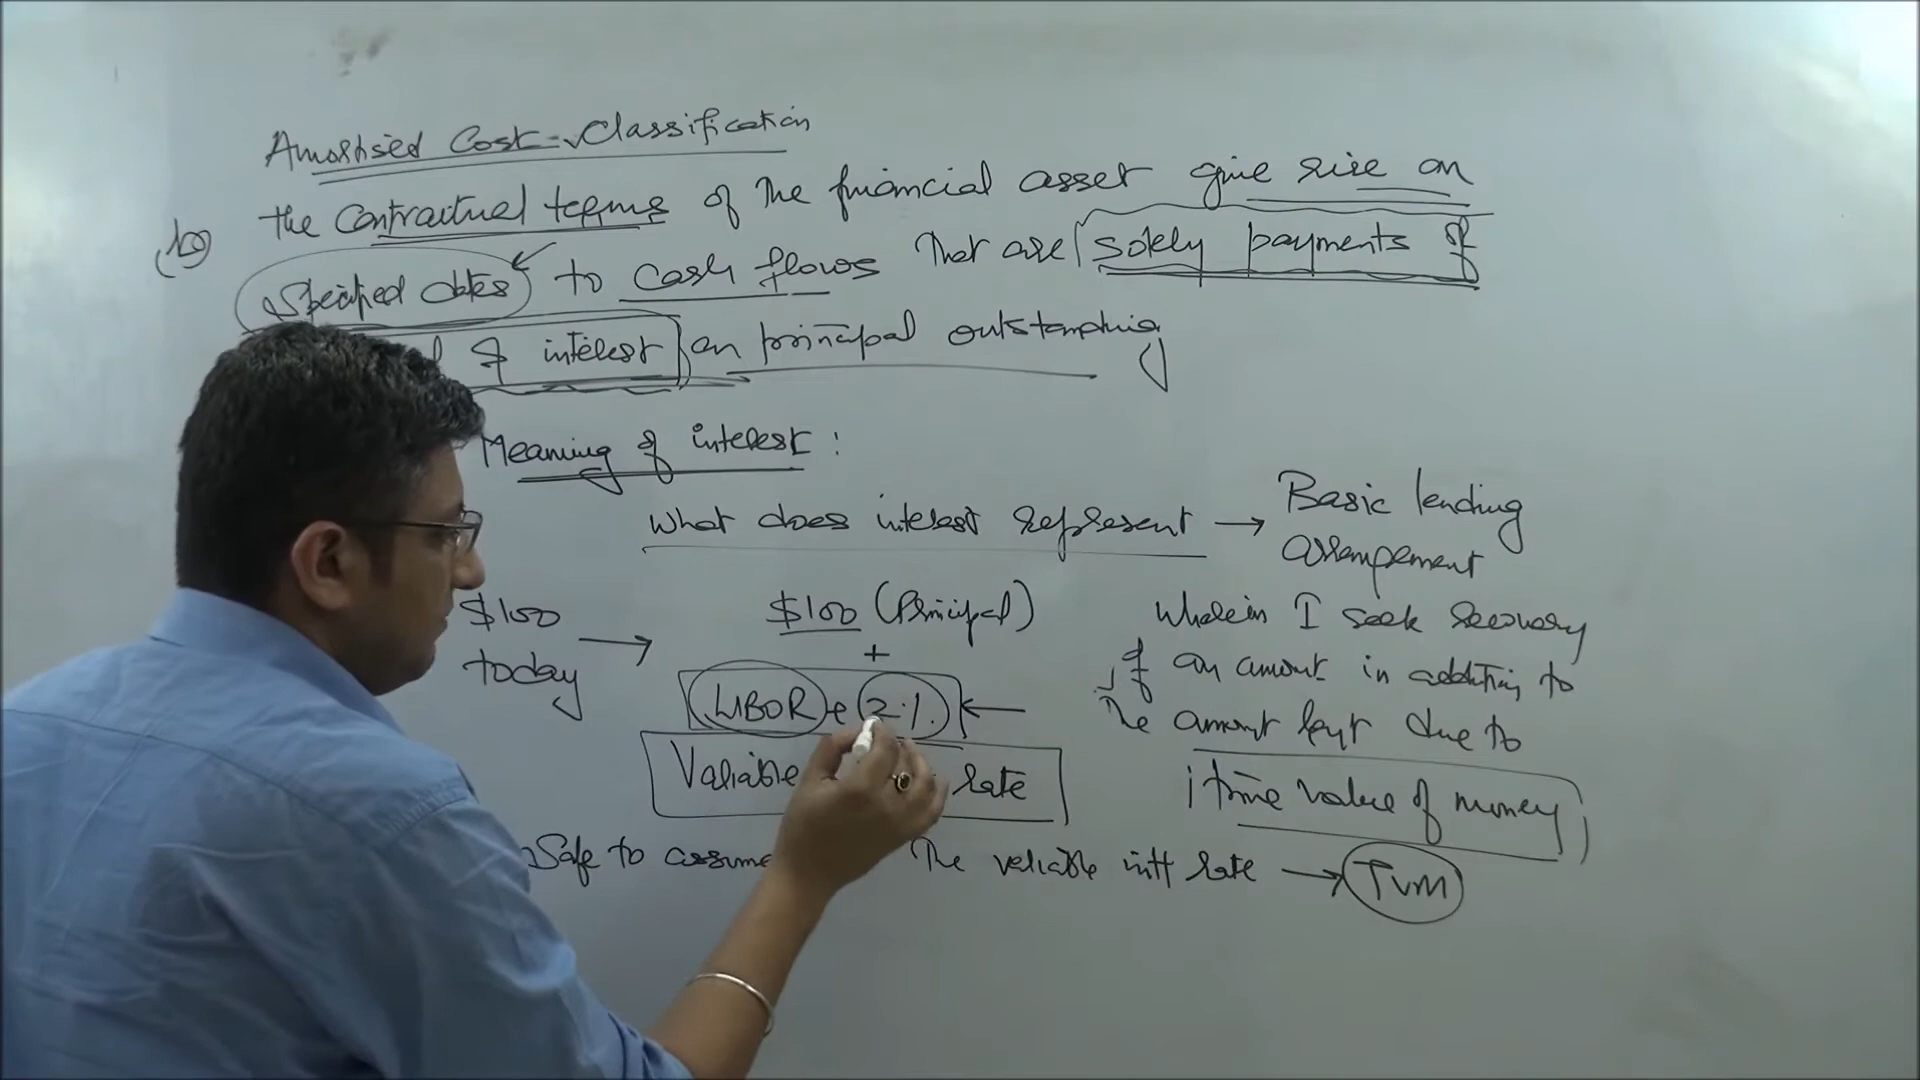 Amortised Cost - Classification
(b) the contractual terms of the financial asset give rise on
specified dates to cash flows that are solely payments of
& interest on principal outstanding
Meaning of interest :
What does interest represent → Basic lending
arrangement
$100 today → $100 (Principal)
+
LIBOR + 2%. ←
Variable rate
Wherein I seek recovery
of an amount in addition to
the amount lent due to
time value of money
Safe to assume The variable intt rate → TVM